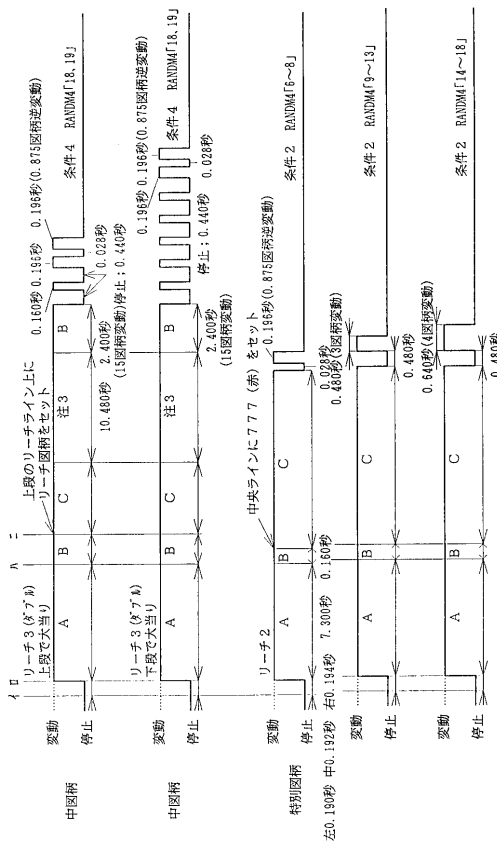 イ ロ ハ ニ
リーチ3(ダブル)
上段で大当り
上段のリーチライン上に
リーチ図柄をセット
0.160秒 0.196秒 0.196秒(0.875図柄逆変動)
中図柄
変動
停止
A
B
C
注3
B
条件4 RANDM4「18、19」
0.028秒
停止;0.440秒
10.480秒
2.400秒
(15図柄変動)
リーチ3(ダブル)
下段で大当り
0.196秒(0.875図柄逆変動)
0.196秒
中図柄
変動
停止
A
B
C
注3
B
条件4 RANDM4「18、19」
停止;0.440秒
0.028秒
2.400秒
(15図柄変動)
リーチ2
中央ラインに777(赤)をセット
0.196秒(0.875図柄逆変動)
特別図柄
変動
停止
A
B
C
条件2 RANDM4「6〜8」
0.028秒
左0.190秒 中0.192秒 右0.194秒
7.300秒
0.160秒
0.480秒(3図柄変動)
変動
停止
A
B
C
条件2 RANDM4「9〜13」
0.480秒
0.640秒(4図柄変動)
変動
停止
A
B
C
条件2 RANDM4「14〜18」
0.480秒